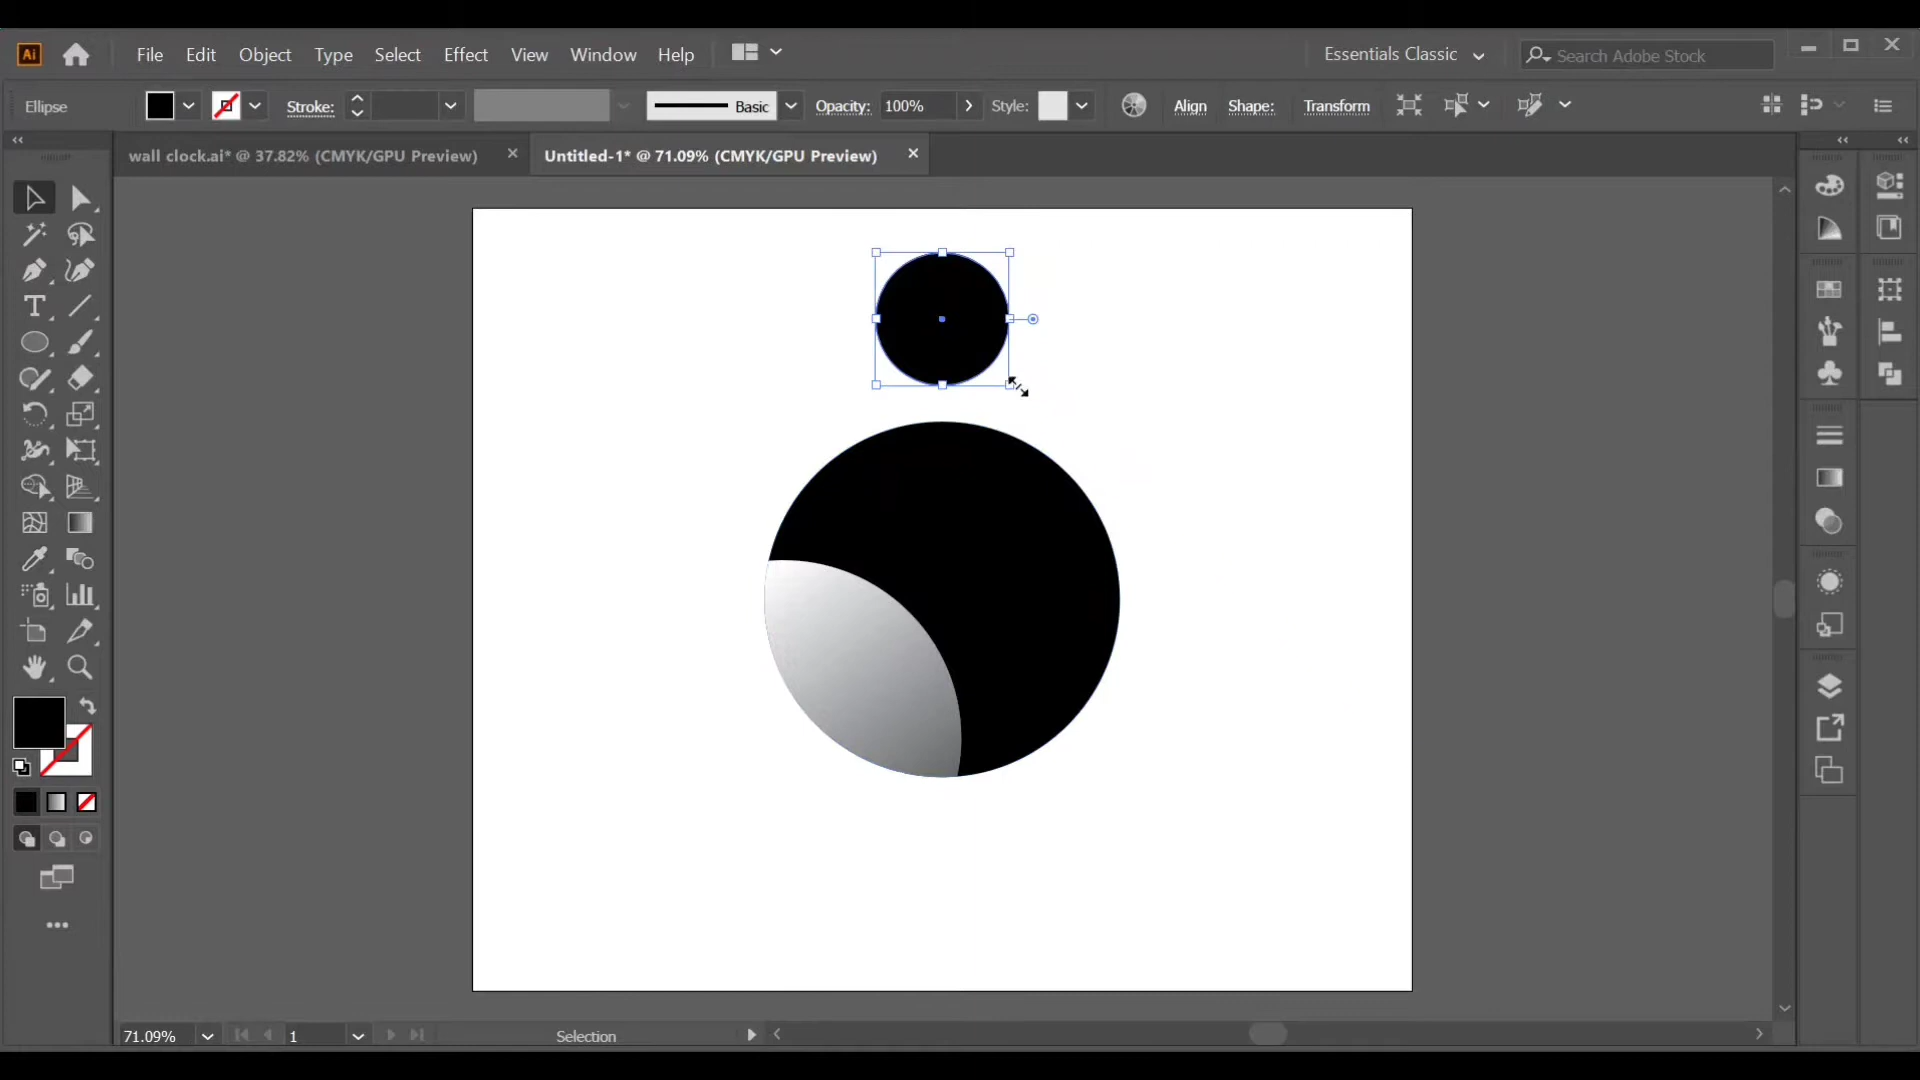 Ai File Edit Object Type Select Effect View Window Help Essentials Classic Search Adobe Stock
Ellipse Stroke: Basic Opacity: 100% Style: Align Shape: Transform
wall clock.ai* @ 37.82% (CMYK/GPU Preview) Untitled-1* @ 71.09% (CMYK/GPU Preview)
71.09% 1 Selection